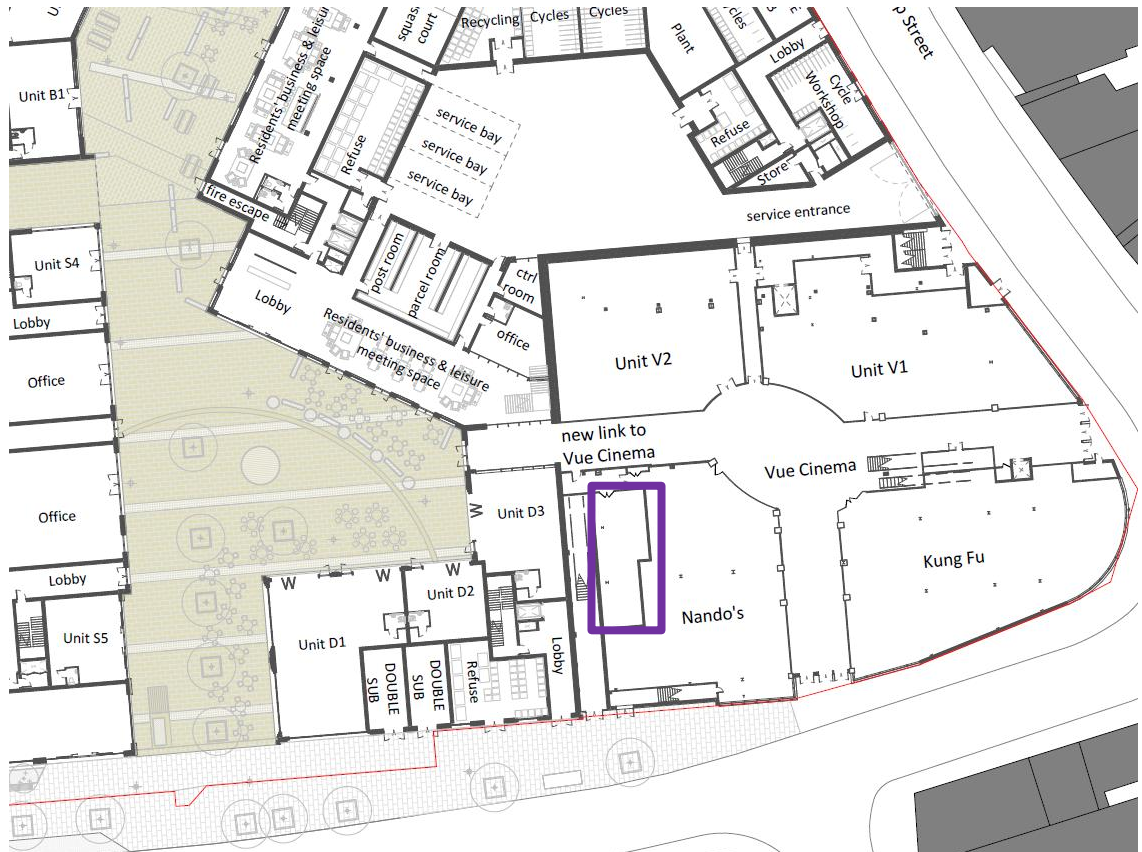 U
squash
court
Recycling
Cycles
Cycles
Cycles
Plant
Lobby
p Street
Unit B1
Residents' business & leisure
meeting space
Refuse
service bay
service bay
service bay
Refuse
Cycle
Workshop
Store
fire escape
service entrance
Unit S4
Lobby
Lobby
post room
parcel room
ctrl
room
office
Residents' business & leisure
meeting space
Unit V2
Unit V1
Office
new link to
Vue Cinema
Vue Cinema
Office
Unit D3
Kung Fu
Lobby
Unit D2
Nando's
Unit S5
Unit D1
Lobby
Refuse
DOUBLE
SUB
DOUBLE
SUB
W
W
W
W